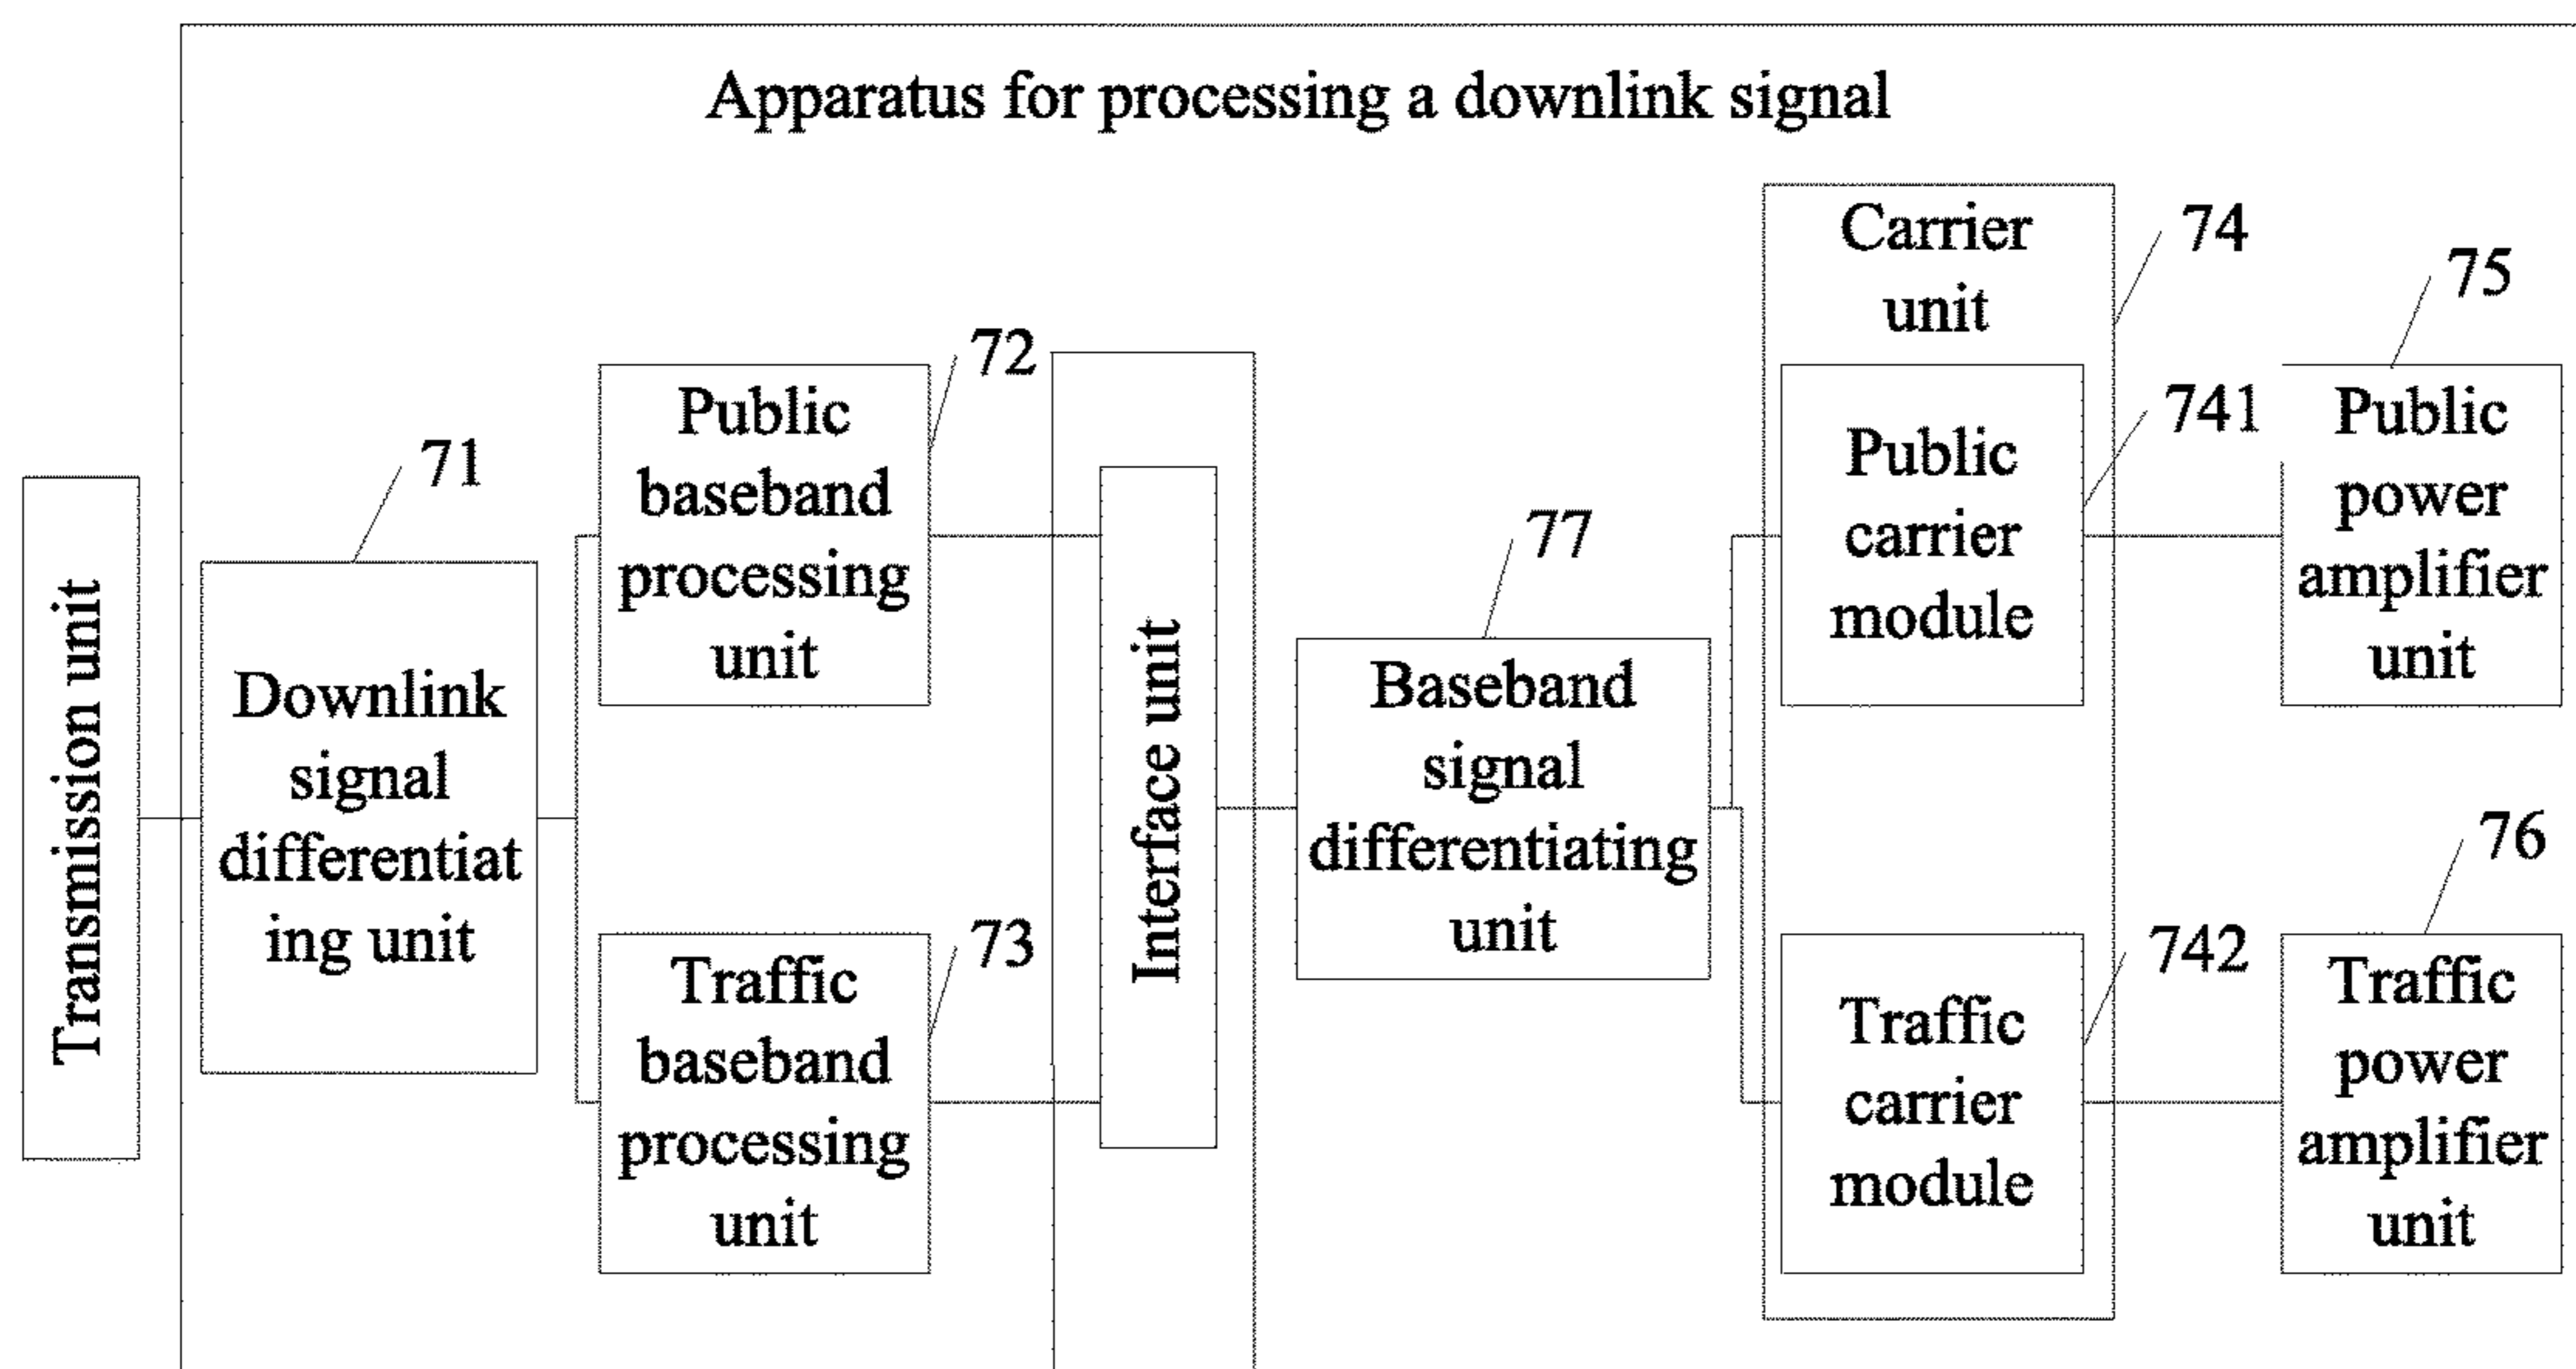 Apparatus for processing a downlink signal
Transmission unit
71
Downlink
signal
differentiat
ing unit
72
Public
baseband
processing
unit
73
Traffic
baseband
processing
unit
Interface unit
77
Baseband
signal
differentiating
unit
Carrier
unit
74
Public
carrier
module
741
Traffic
carrier
module
742
75
Public
power
amplifier
unit
76
Traffic
power
amplifier
unit